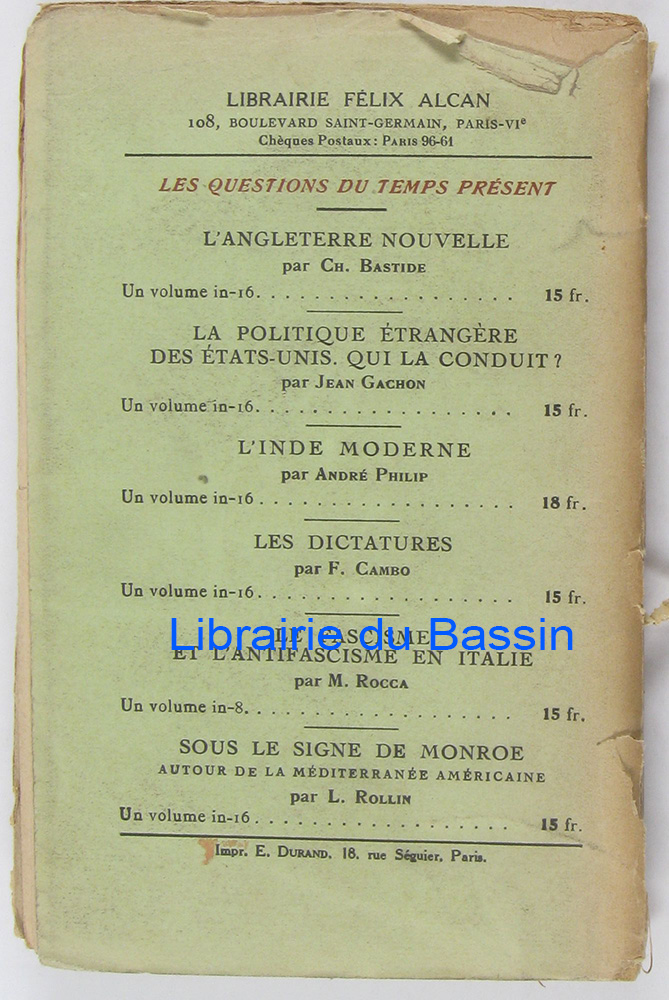 LIBRAIRIE FÉLIX ALCAN
108, BOULEVARD SAINT-GERMAIN, PARIS-VIe
Chèques Postaux : PARIS 96-61
LES QUESTIONS DU TEMPS PRÉSENT
L'ANGLETERRE NOUVELLE
par CH. BASTIDE
Un volume in-16. . . . . . . . . . . . . . . . . . 15 fr.
LA POLITIQUE ÉTRANGÈRE
DES ÉTATS-UNIS. QUI LA CONDUIT ?
par JEAN GACHON
Un volume in-16. . . . . . . . . . . . . . . . . . 15 fr.
L'INDE MODERNE
par ANDRÉ PHILIP
Un volume in-16 . . . . . . . . . . . . . . . . . . 18 fr.
LES DICTATURES
par F. CAMBO
Un volume in-16. . . . . . . . . . . . . . . . . . 15 fr.
LE FASCISME
Librairie du Bassin
ET L'ANTIFASCISME EN ITALIE
par M. ROCCA
Un volume in-8. . . . . . . . . . . . . . . . . . 15 fr.
SOUS LE SIGNE DE MONROE
AUTOUR DE LA MÉDITERRANÉE AMÉRICAINE
par L. ROLLIN
Un volume in-16 . . . . . . . . . . . . . . . . . . 15 fr.
Impr. E. DURAND, 18, rue Séguier, Paris.